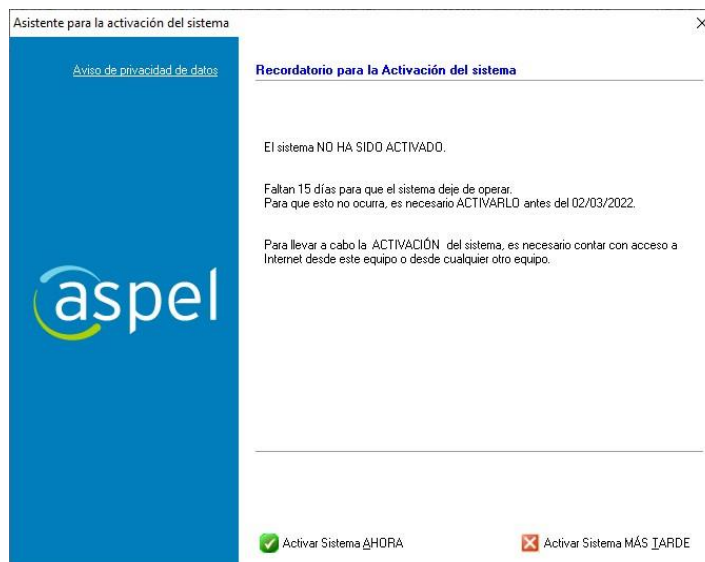 Asistente para la activación del sistema
Aviso de privacidad de datos
Recordatorio para la Activación del sistema
El sistema NO HA SIDO ACTIVADO.
Faltan 15 días para que el sistema deje de operar.
Para que esto no ocurra, es necesario ACTIVARLO antes del 02/03/2022.
Para llevar a cabo la ACTIVACIÓN del sistema, es necesario contar con acceso a
Internet desde este equipo o desde cualquier otro equipo.
aspel
Activar Sistema AHORA
Activar Sistema MÁS TARDE